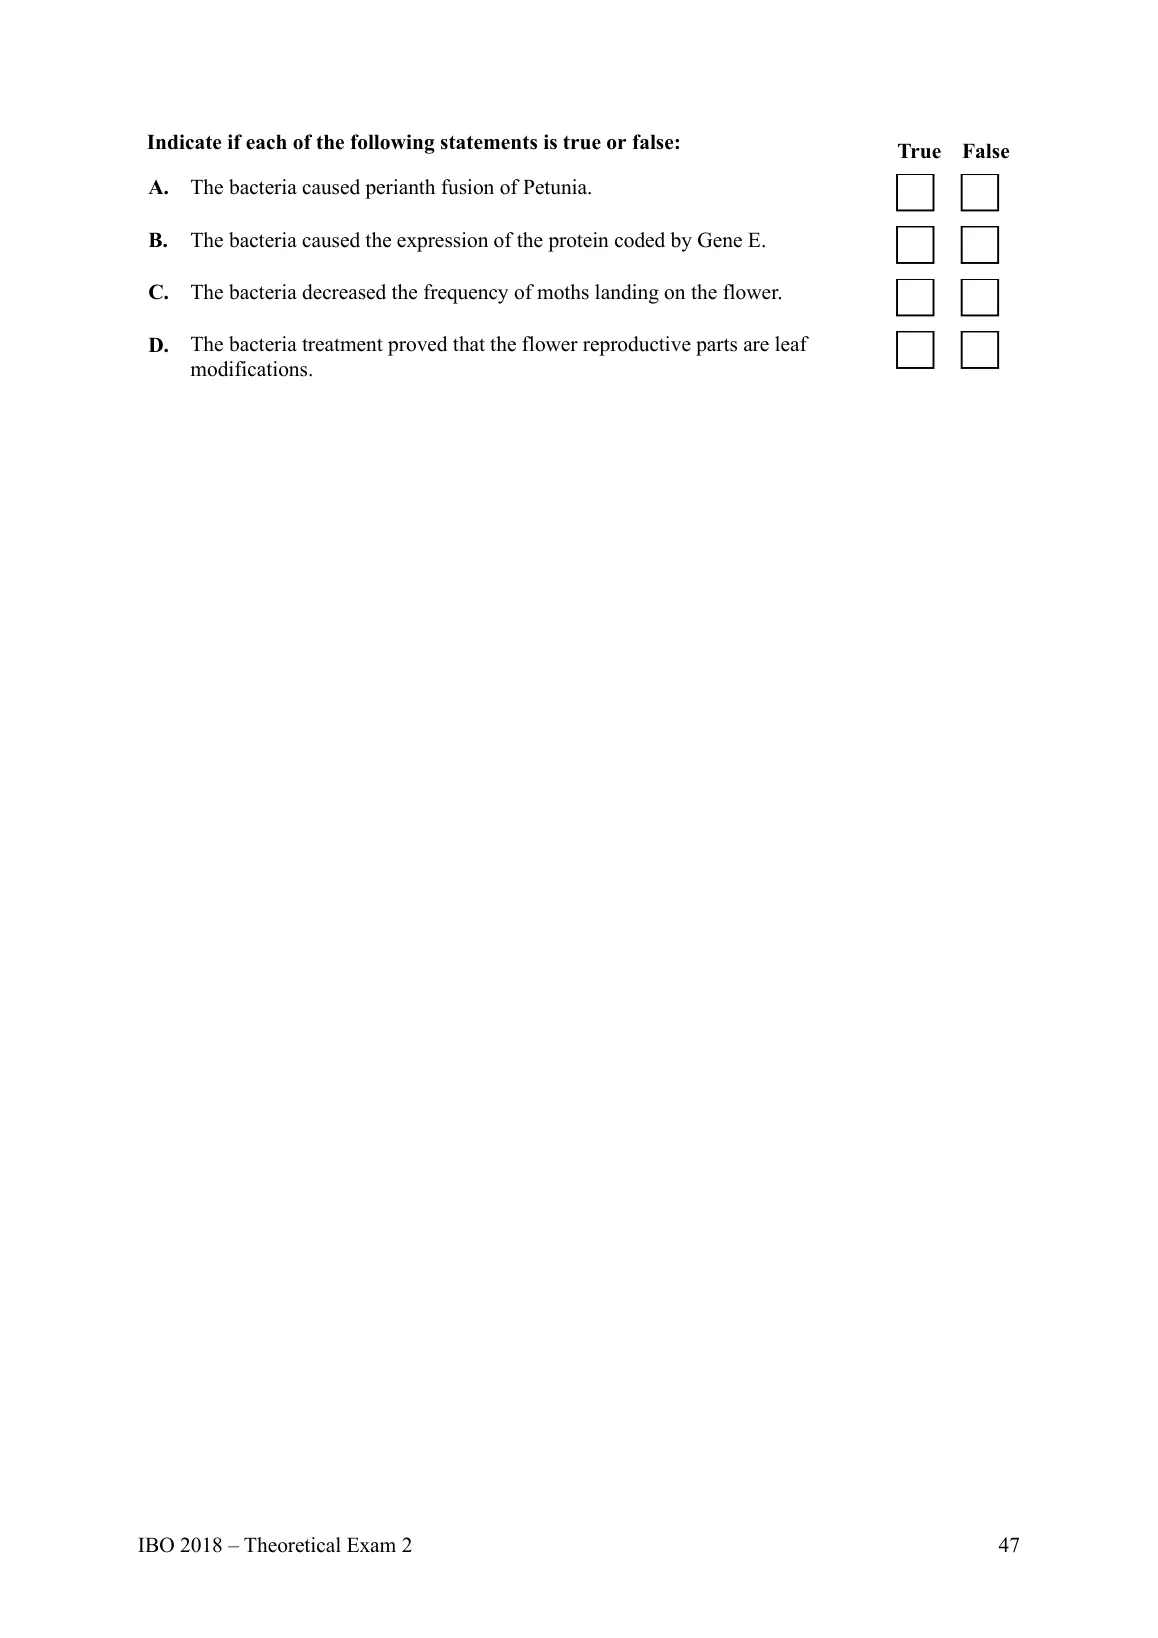 Indicate if each of the following statements is true or false:
True False
A. The bacteria caused perianth fusion of Petunia.
B. The bacteria caused the expression of the protein coded by Gene E.
C. The bacteria decreased the frequency of moths landing on the flower.
D. The bacteria treatment proved that the flower reproductive parts are leaf
modifications.
IBO 2018 – Theoretical Exam 2 47